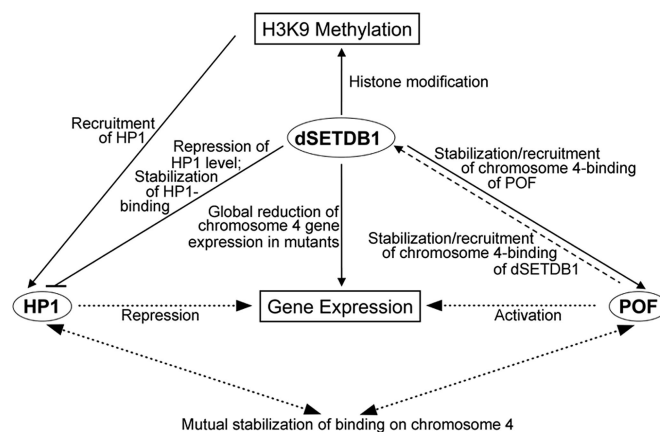 H3K9 Methylation
Histone modification
Recruitment
of HP1
dSETDB1
Repression of
HP1 level;
Stabilization
of HP1-
binding
Stabilization/recruitment
of chromosome 4-binding
of POF
Global reduction of
chromosome 4 gene
expression in mutants
Stabilization/recruitment
of chromosome 4-binding
of dSETDB1
HP1
Repression
Gene Expression
Activation
POF
Mutual stabilization of binding on chromosome 4